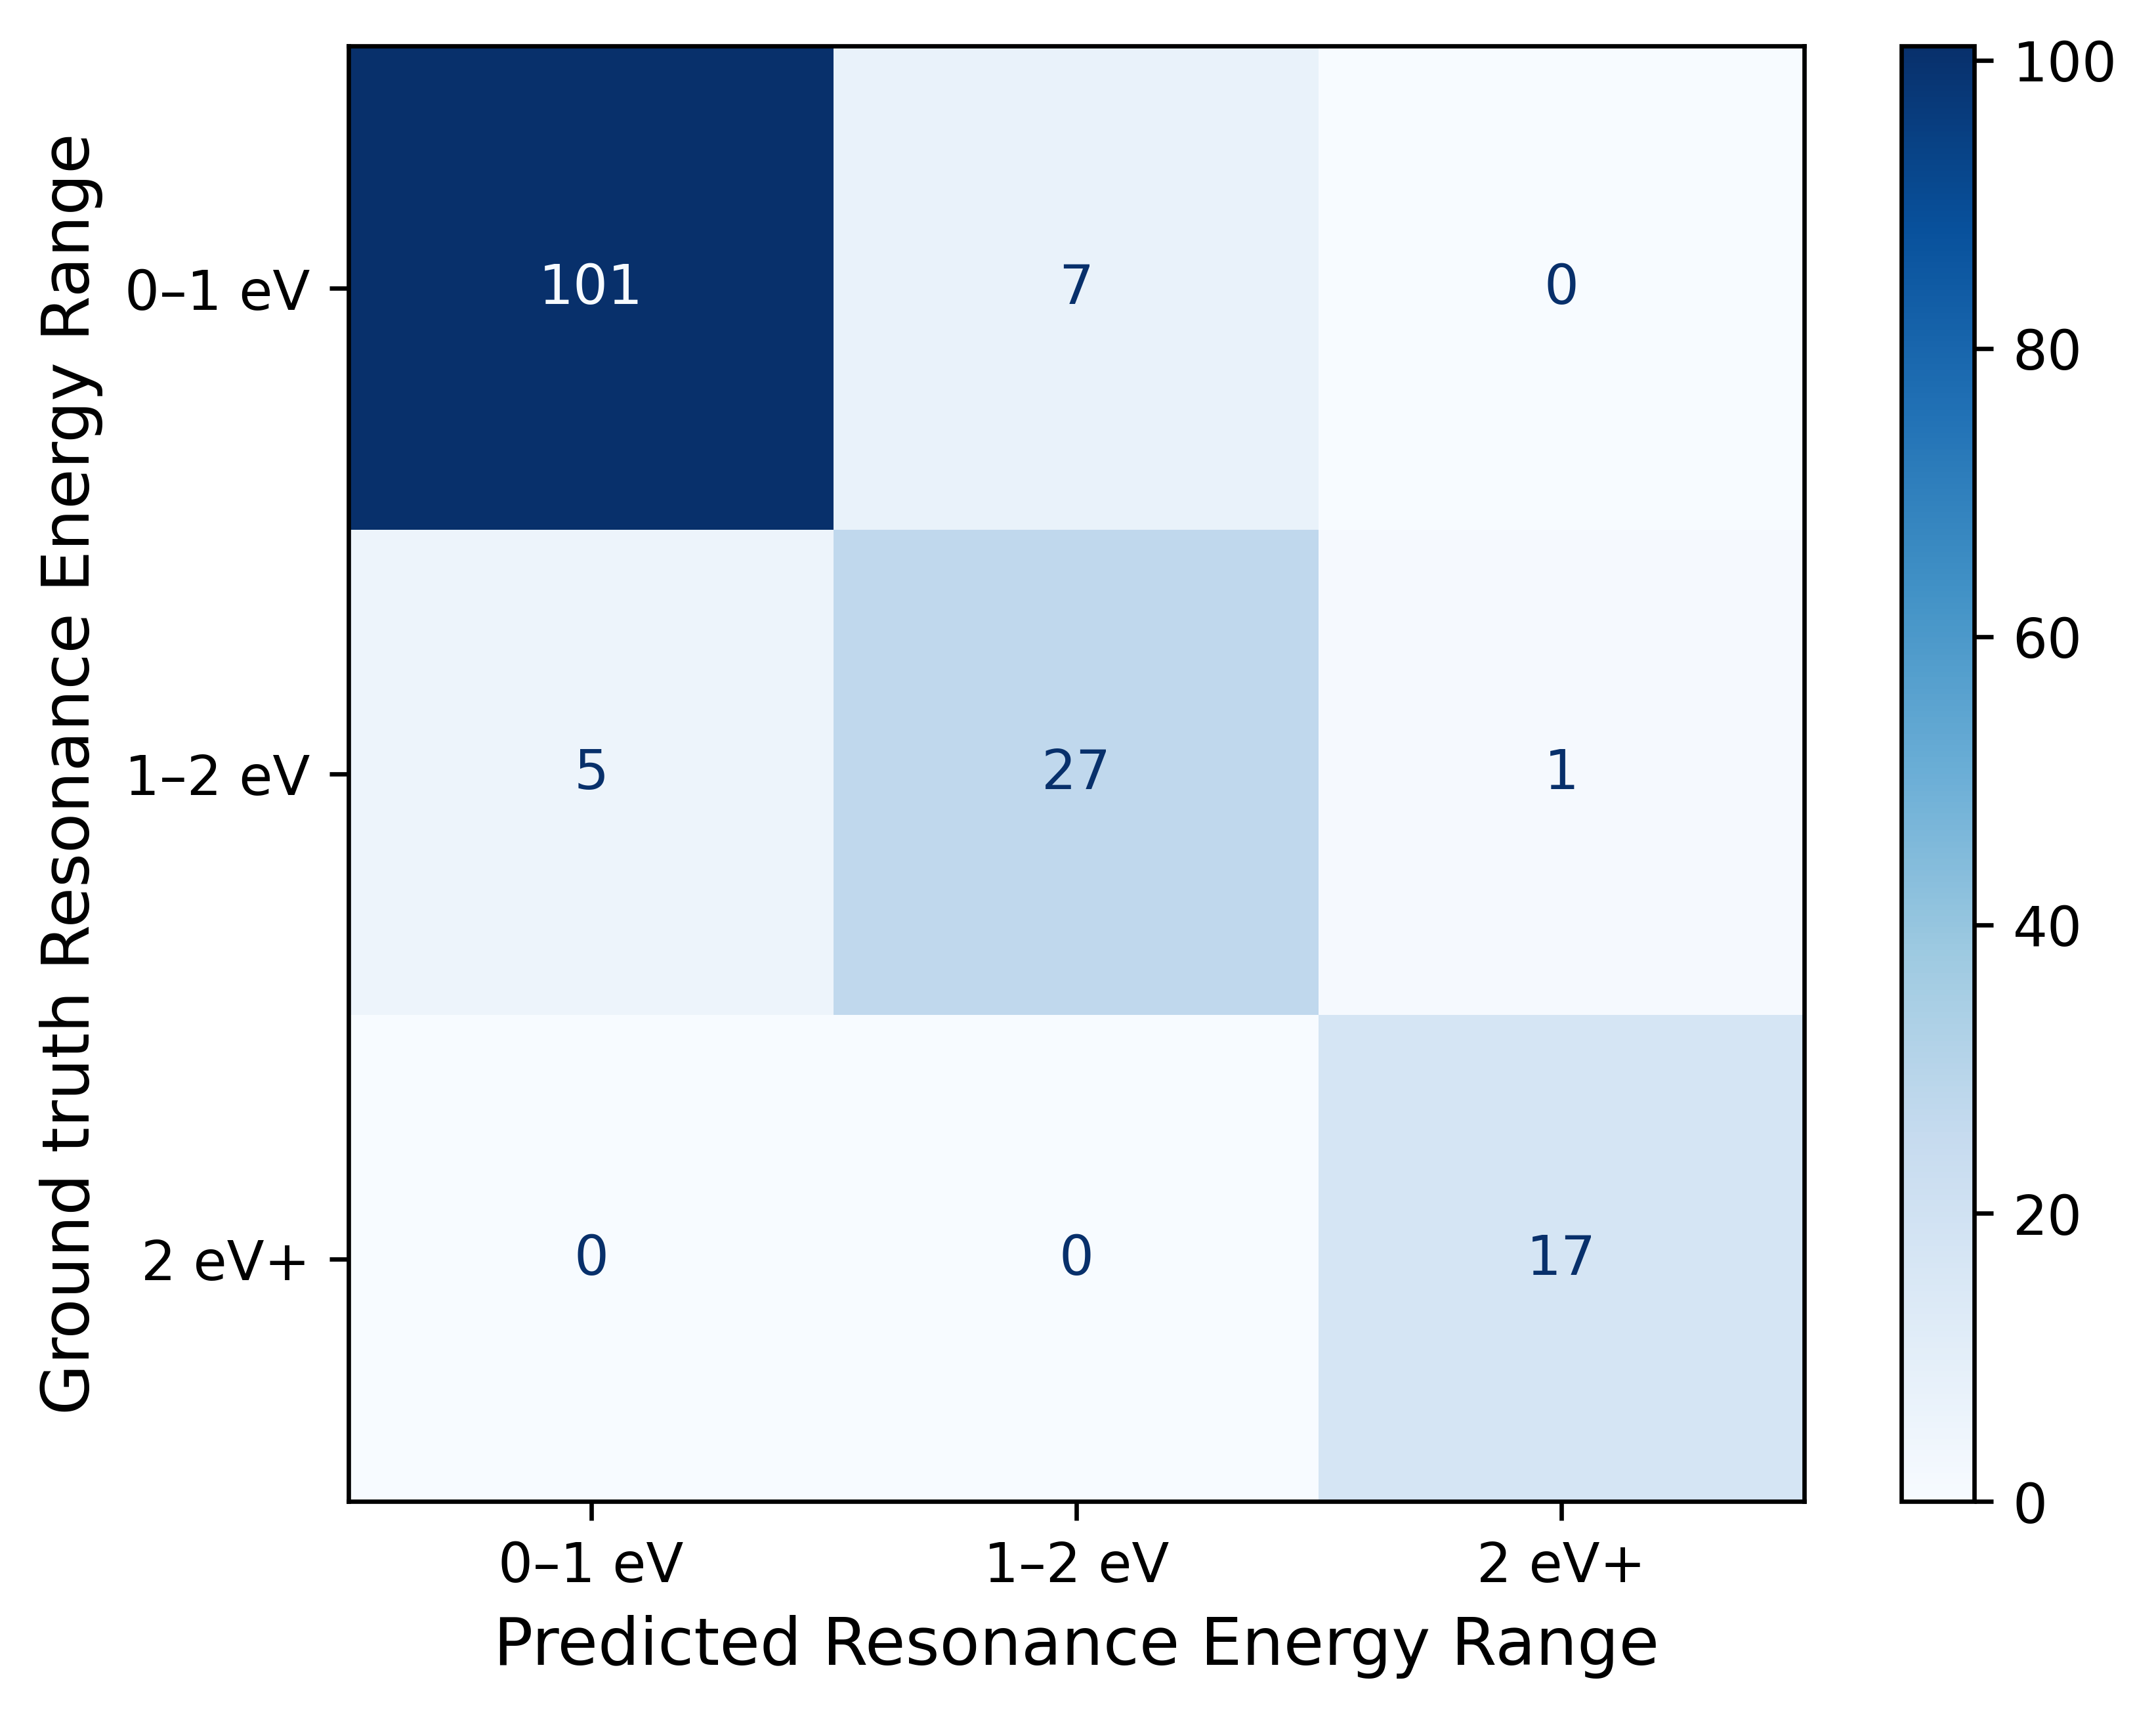 Ground truth Resonance Energy Range
0–1 eV
101
7
0
1–2 eV
5
27
1
2 eV+
0
0
17
0–1 eV
1–2 eV
2 eV+
Predicted Resonance Energy Range
100
80
60
40
20
0